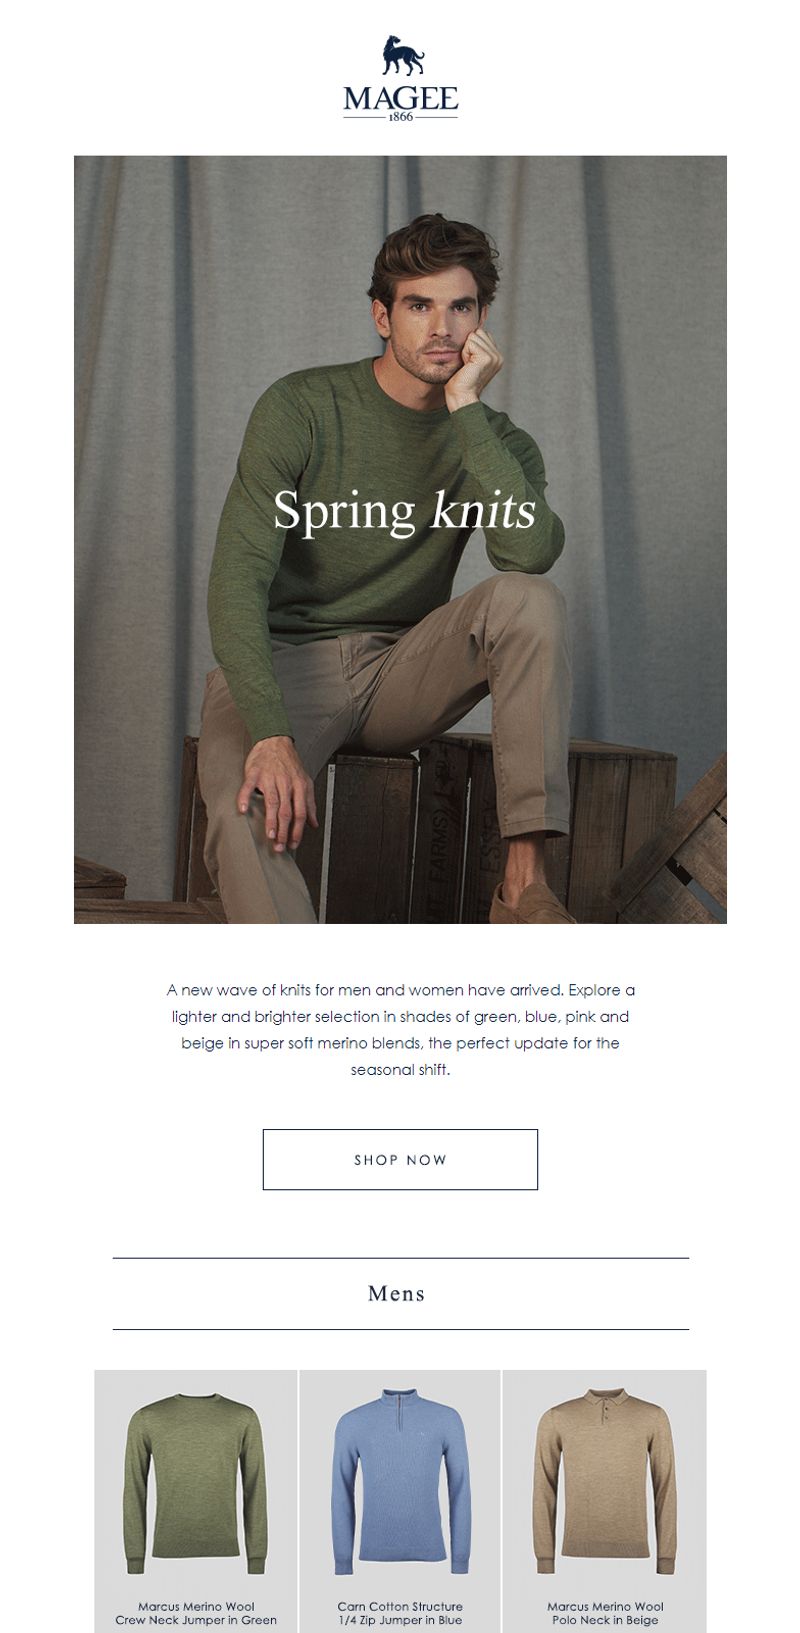 MAGEE
1866
Spring knits
MT FARMS)
ESSEX
A new wave of knits for men and women have arrived. Explore a
lighter and brighter selection in shades of green, blue, pink and
beige in super soft merino blends, the perfect update for the
seasonal shift.
SHOP NOW
Mens
Marcus Merino Wool
Crew Neck Jumper in Green
Carn Cotton Structure
1/4 Zip Jumper in Blue
Marcus Merino Wool
Polo Neck in Beige